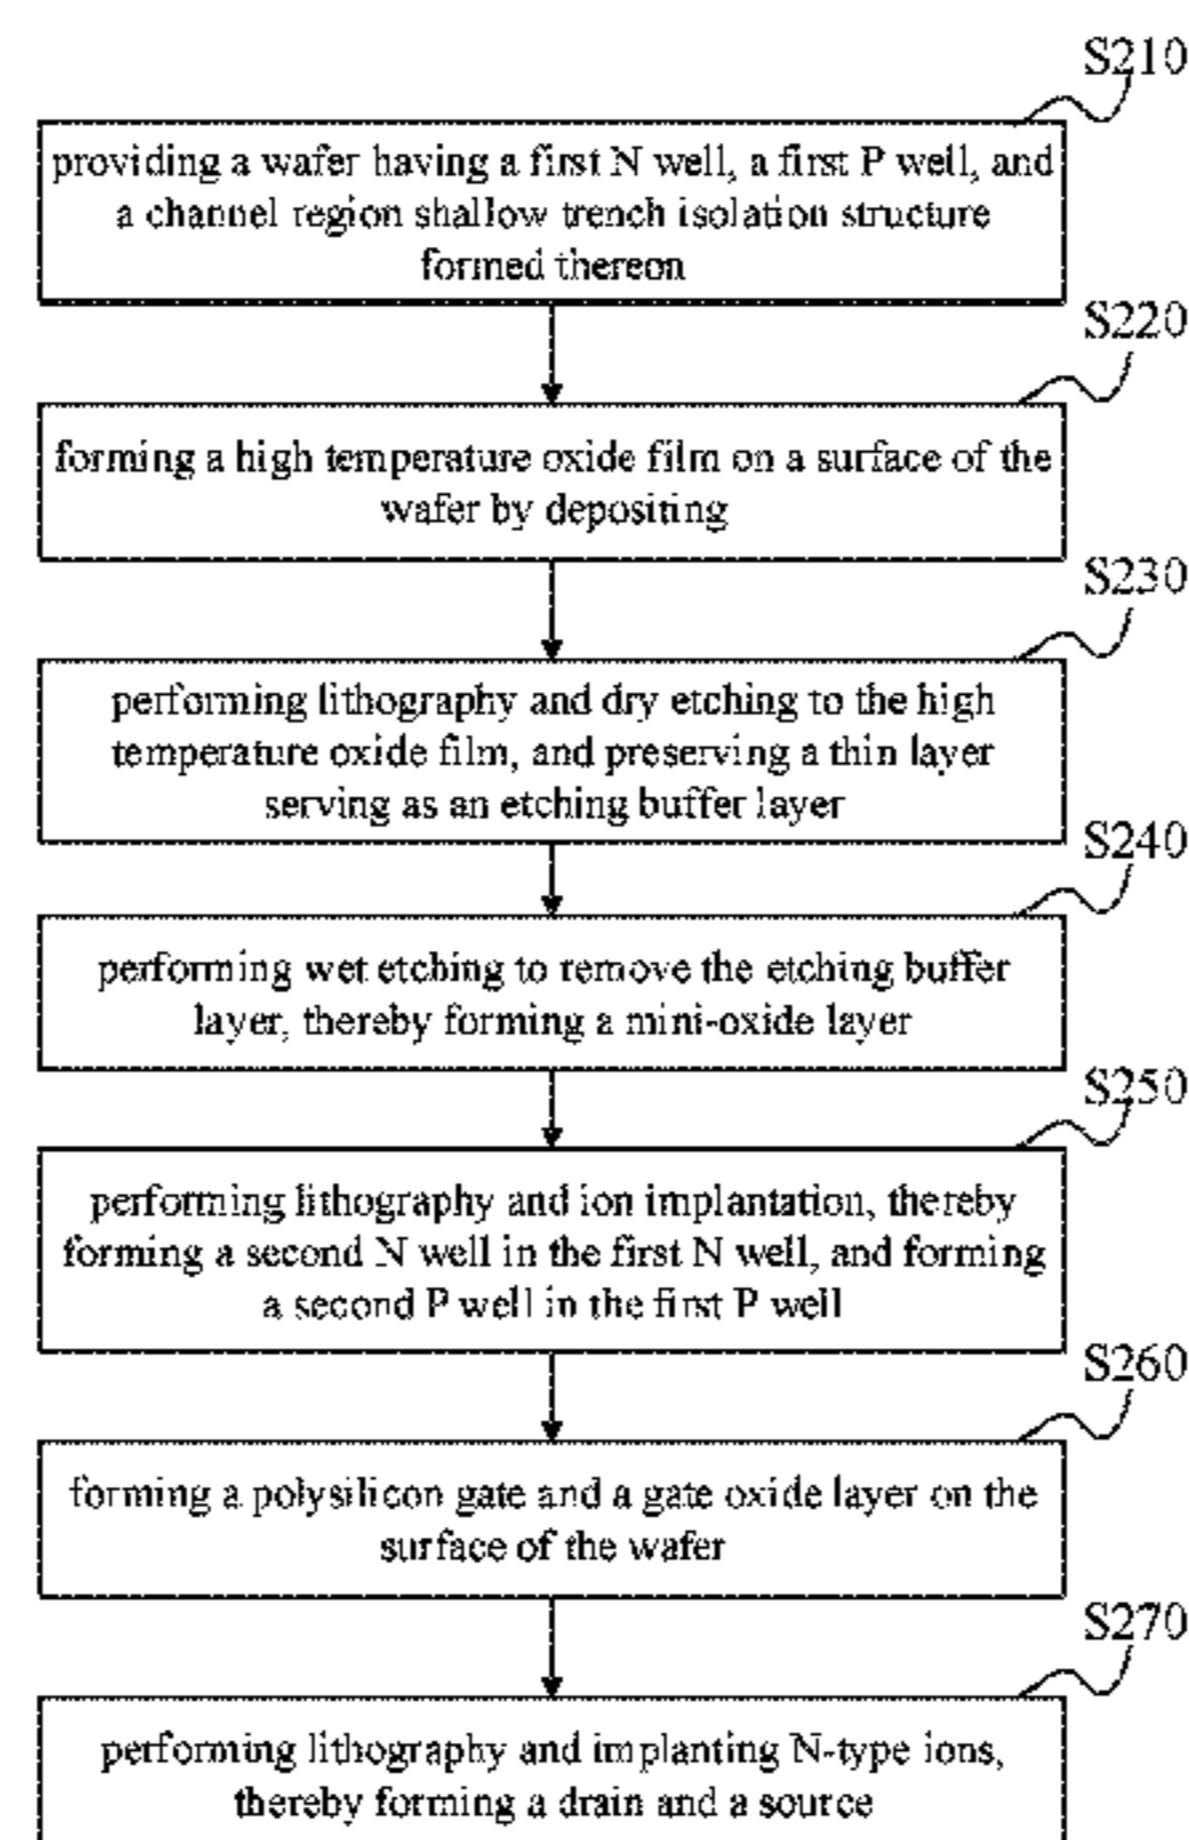 S210
providing a wafer having a first N well, a first P well, and
a channel region shallow trench isolation structure
formed thereon
S220
forming a high temperature oxide film on a surface of the
wafer by depositing
S230
performing lithography and dry etching to the high
temperature oxide film, and preserving a thin layer
serving as an etching buffer layer
S240
performing wet etching to remove the etching buffer
layer, thereby forming a mini-oxide layer
S250
performing lithography and ion implantation, thereby
forming a second N well in the first N well, and forming
a second P well in the first P well
S260
forming a polysilicon gate and a gate oxide layer on the
surface of the wafer
S270
performing lithography and implanting N-type ions,
thereby forming a drain and a source